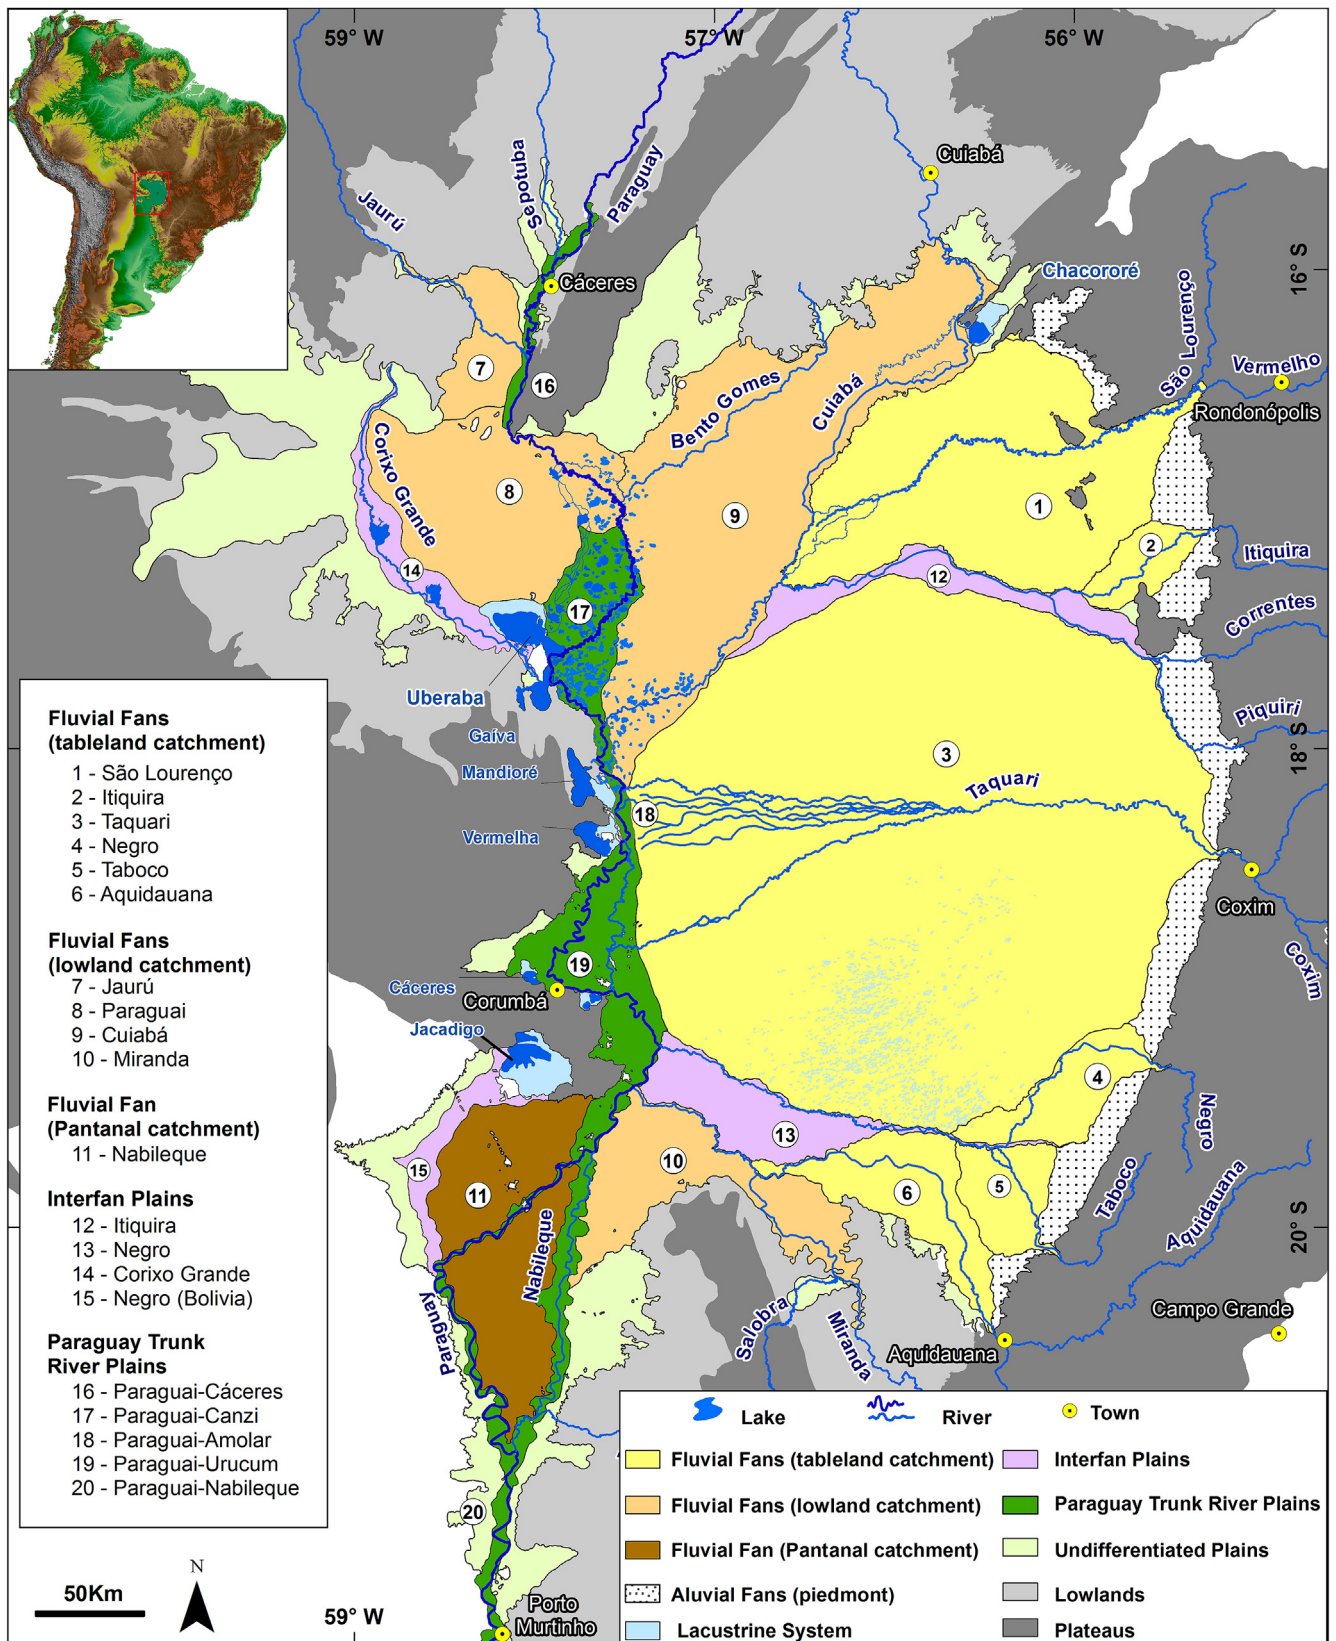 59° W
57° W
56° W
Cuiabá
Sepotuba
Paraguay
Jaurú
Cáceres
Chacororé
16° S
São Lourenço
Vermelho
Rondonópolis
7
16
Bento Gomes
Cuiabá
Corixo Grande
8
9
1
2
Itiquira
14
12
Correntes
17
Uberaba
Piquiri
Gaíva
18° S
3
Mandioré
Taquari
18
Vermelha
Coxim
Coxim
19
Cáceres
Corumbá
Jacadigo
4
Negro
13
15
10
11
5
6
Taboco
Aquidauana
20° S
Nabileque
Paraguay
Salobra
Miranda
Campo Grande
Aquidauana
20
Porto
Murtinho
Fluvial Fans
(tableland catchment)
1 - São Lourenço
2 - Itiquira
3 - Taquari
4 - Negro
5 - Taboco
6 - Aquidauana
Fluvial Fans
(lowland catchment)
7 - Jaurú
8 - Paraguai
9 - Cuiabá
10 - Miranda
Fluvial Fan
(Pantanal catchment)
11 - Nabileque
Interfan Plains
12 - Itiquira
13 - Negro
14 - Corixo Grande
15 - Negro (Bolivia)
Paraguay Trunk
River Plains
16 - Paraguai-Cáceres
17 - Paraguai-Canzi
18 - Paraguai-Amolar
19 - Paraguai-Urucum
20 - Paraguai-Nabileque
50Km
N
59° W
Lake
River
Town
Fluvial Fans (tableland catchment)
Interfan Plains
Fluvial Fans (lowland catchment)
Paraguay Trunk River Plains
Fluvial Fan (Pantanal catchment)
Undifferentiated Plains
Aluvial Fans (piedmont)
Lowlands
Lacustrine System
Plateaus